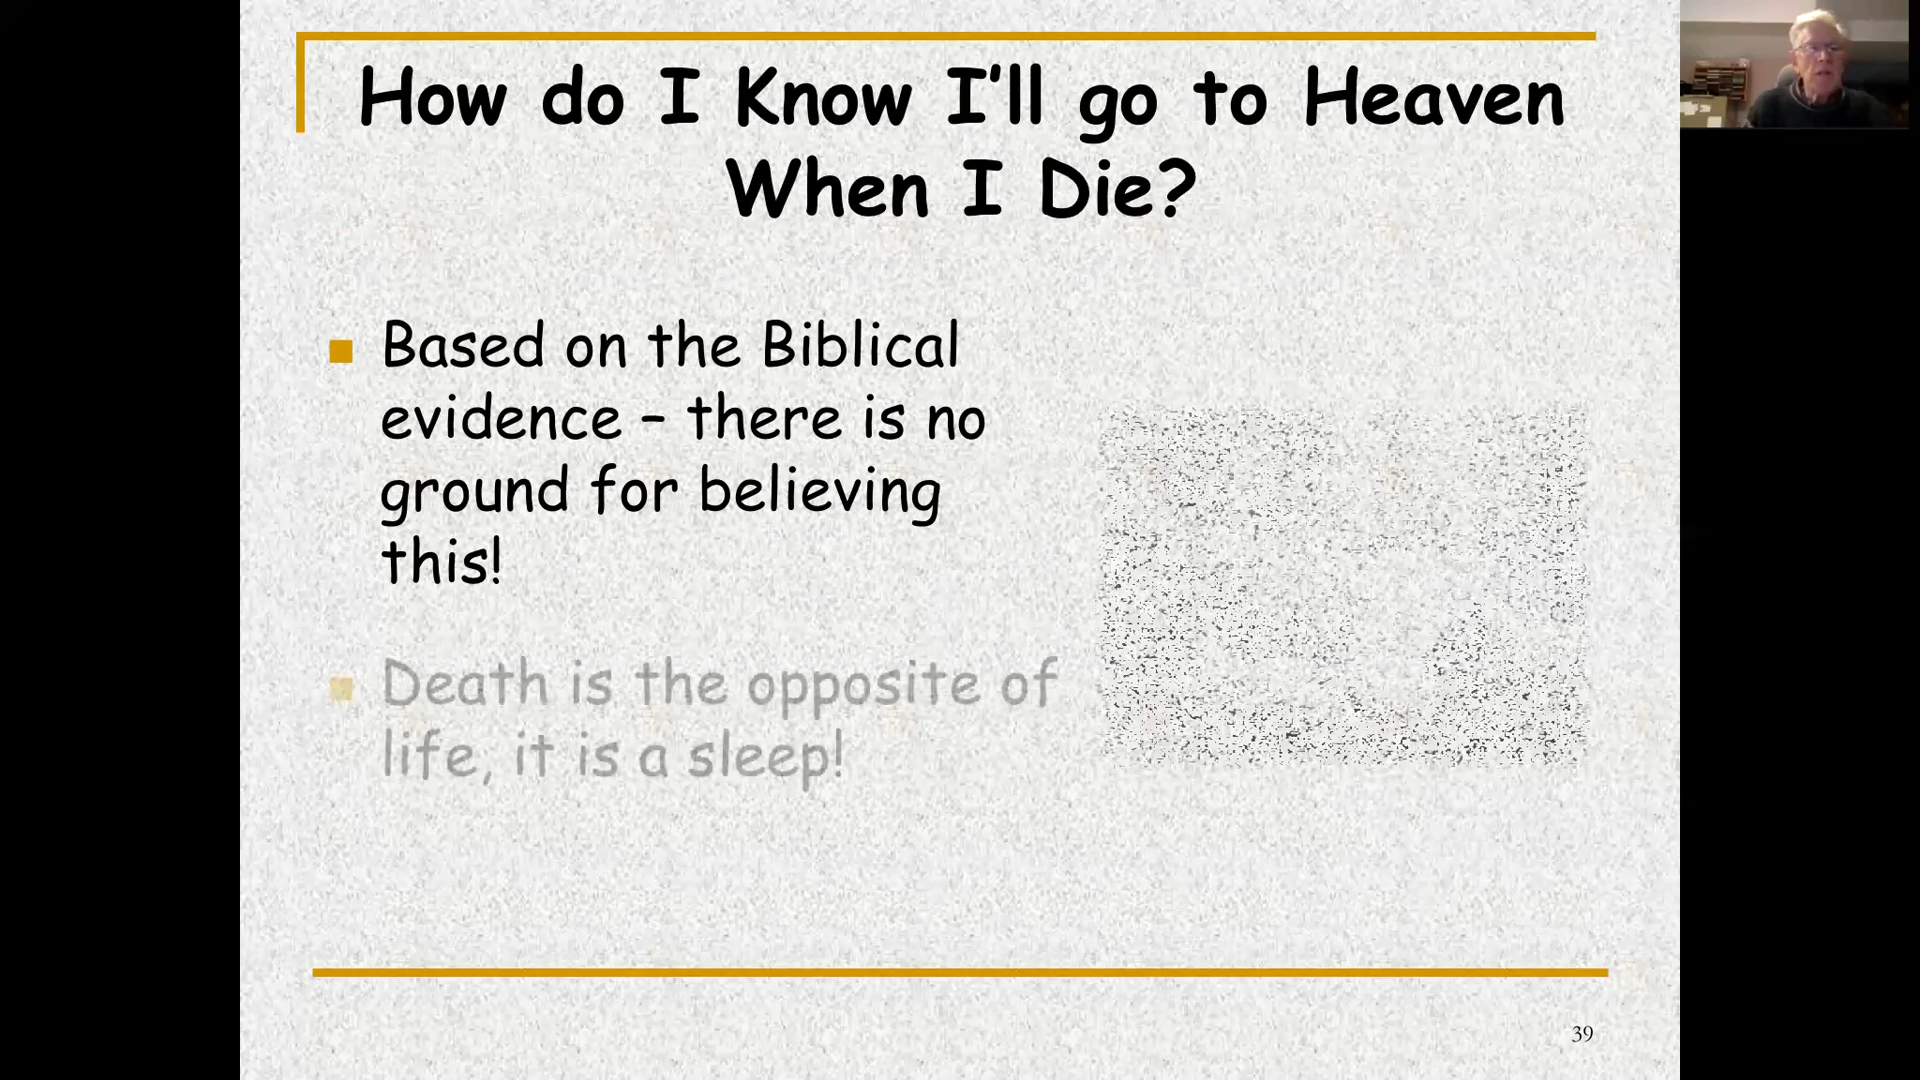 How do I Know I’ll go to Heaven
When I Die?
Based on the Biblical
evidence – there is no
ground for believing
this!
Death is the opposite of
life, it is a sleep!
39